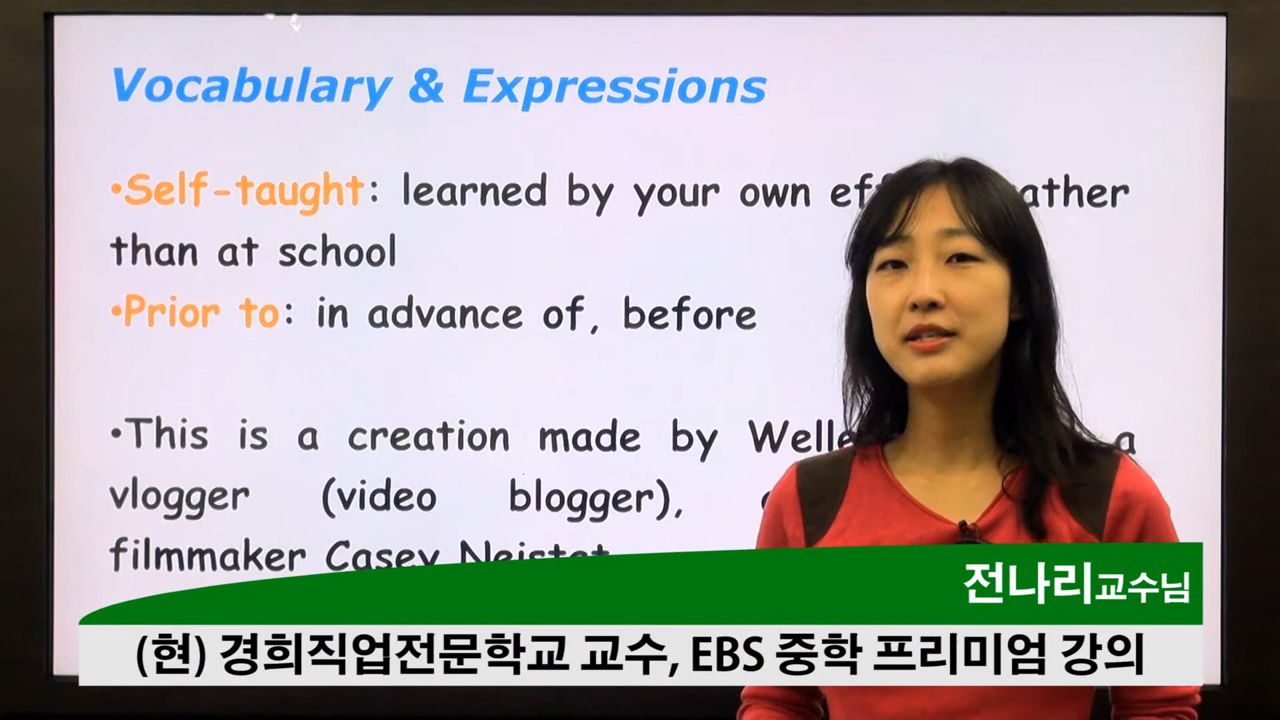 Vocabulary & Expressions
•Self-taught: learned by your own
than at school
•Prior to: in advance of, before
•This is a creation made by a
vlogger (video blogger),
filmmaker Casey Neistat
전나리교수님
(현) 경희직업전문학교 교수, EBS 중학 프리미엄 강의